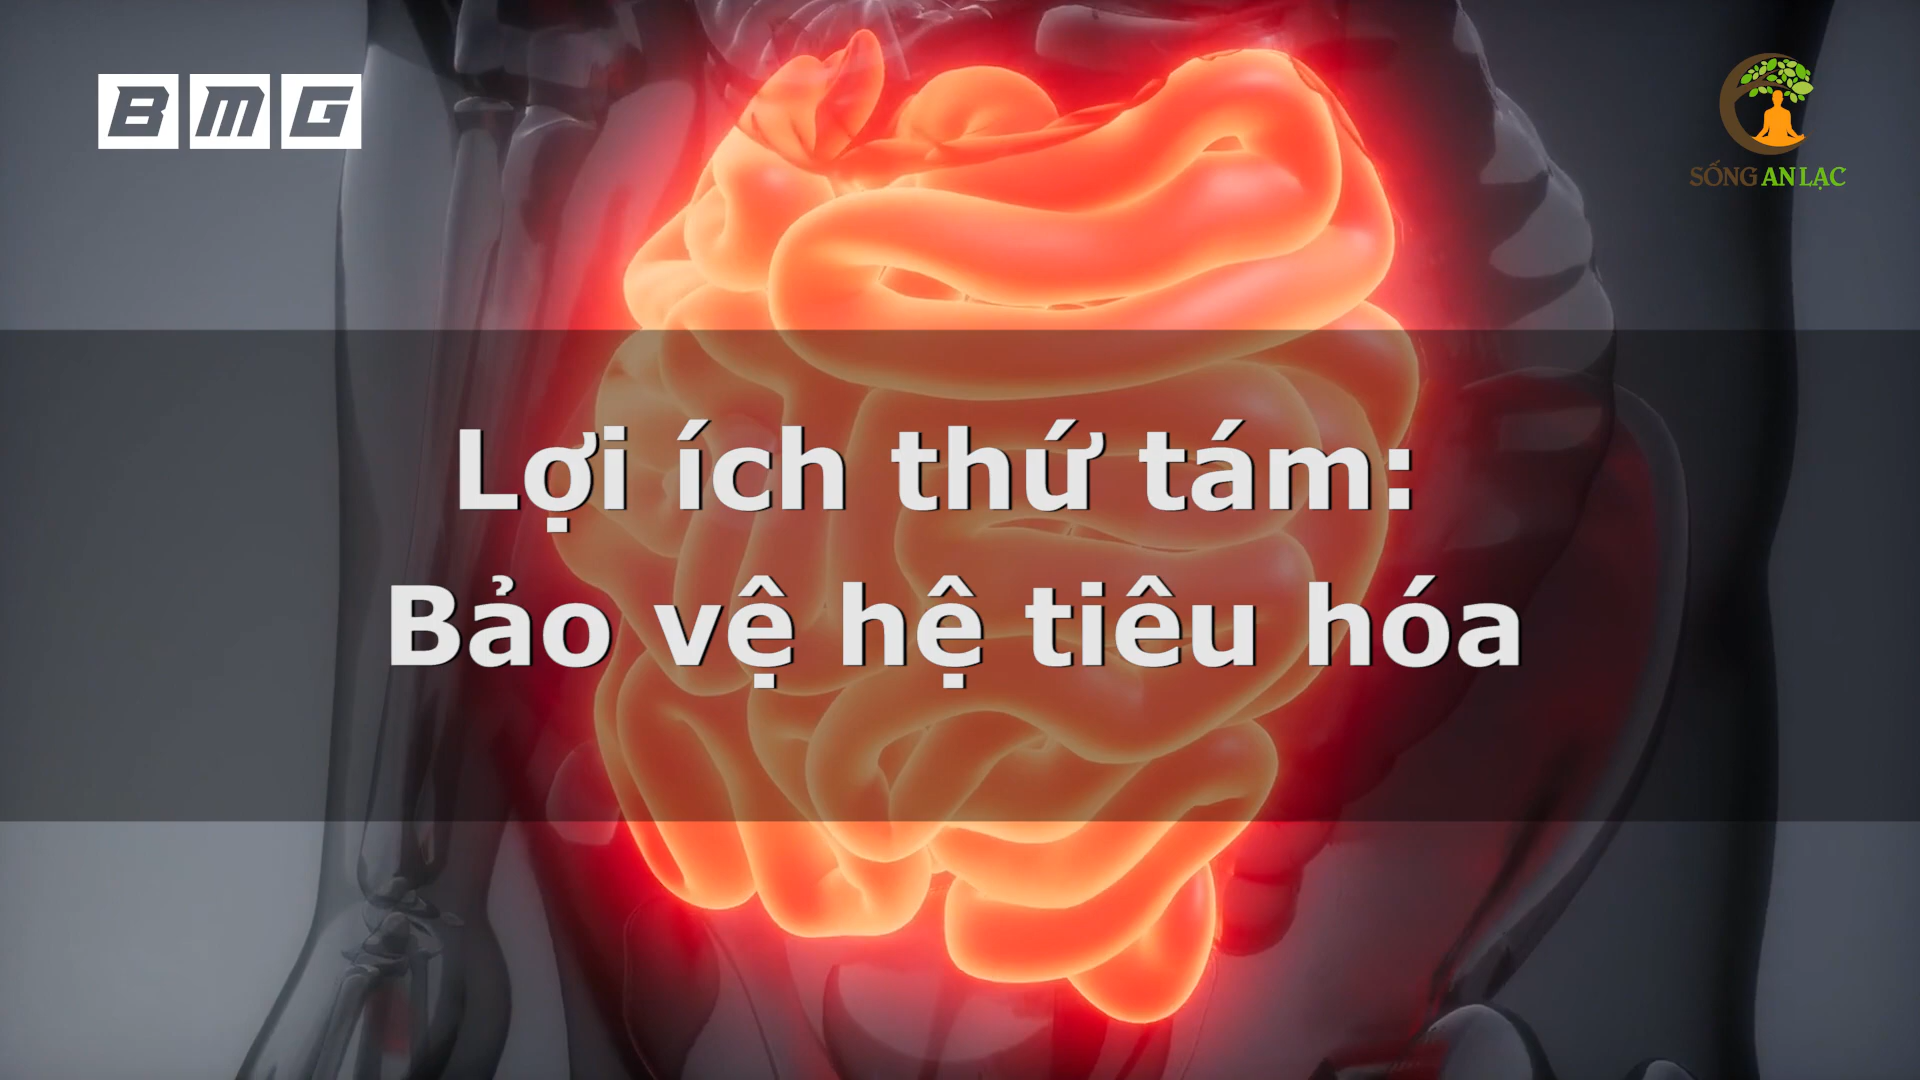 BMG
SỐNG AN LẠC
Lợi ích thứ tám:
Bảo vệ hệ tiêu hóa